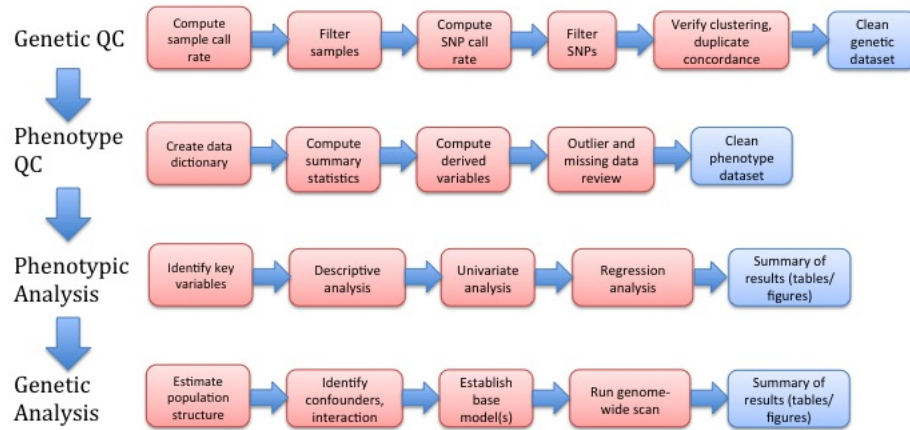 Genetic QC
Compute
sample call
rate
Filter
samples
Compute
SNP call
rate
Filter
SNPs
Verify clustering,
duplicate
concordance
Clean
genetic
dataset
Phenotype
QC
Create data
dictionary
Compute
summary
statistics
Compute
derived
variables
Outlier and
missing data
review
Clean
phenotype
dataset
Phenotypic
Analysis
Identify key
variables
Descriptive
analysis
Univariate
analysis
Regression
analysis
Summary of
results (tables/
figures)
Genetic
Analysis
Estimate
population
structure
Identify
confounders,
interaction
Establish
base
model(s)
Run genome-
wide scan
Summary of
results (tables/
figures)